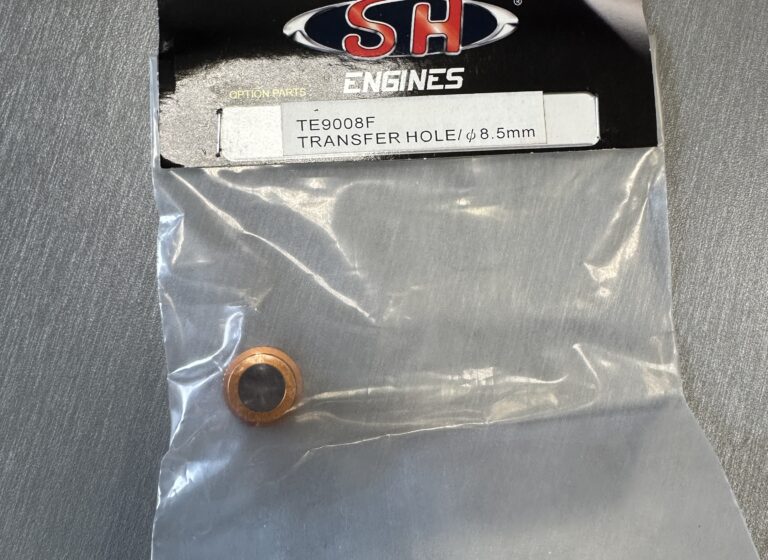 SH
®
ENGINES
OPTION PARTS
TE9008F
TRANSFER HOLE/φ8.5mm